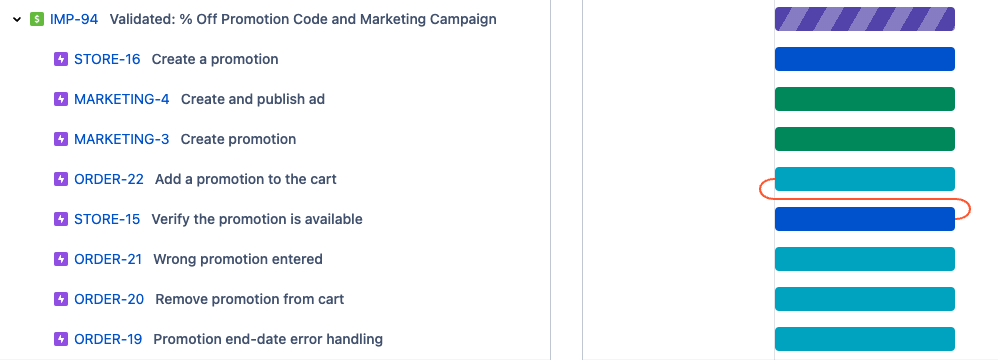 $ IMP-94 Validated: % Off Promotion Code and Marketing Campaign
STORE-16 Create a promotion
MARKETING-4 Create and publish ad
MARKETING-3 Create promotion
ORDER-22 Add a promotion to the cart
STORE-15 Verify the promotion is available
ORDER-21 Wrong promotion entered
ORDER-20 Remove promotion from cart
ORDER-19 Promotion end-date error handling